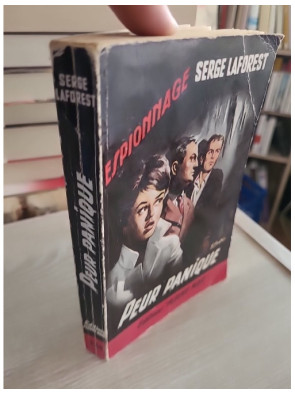 SERGE
LAFOREST
PEUR PANIQUE
ESPIONNAGE
SERGE LAFOREST
PEUR PANIQUE